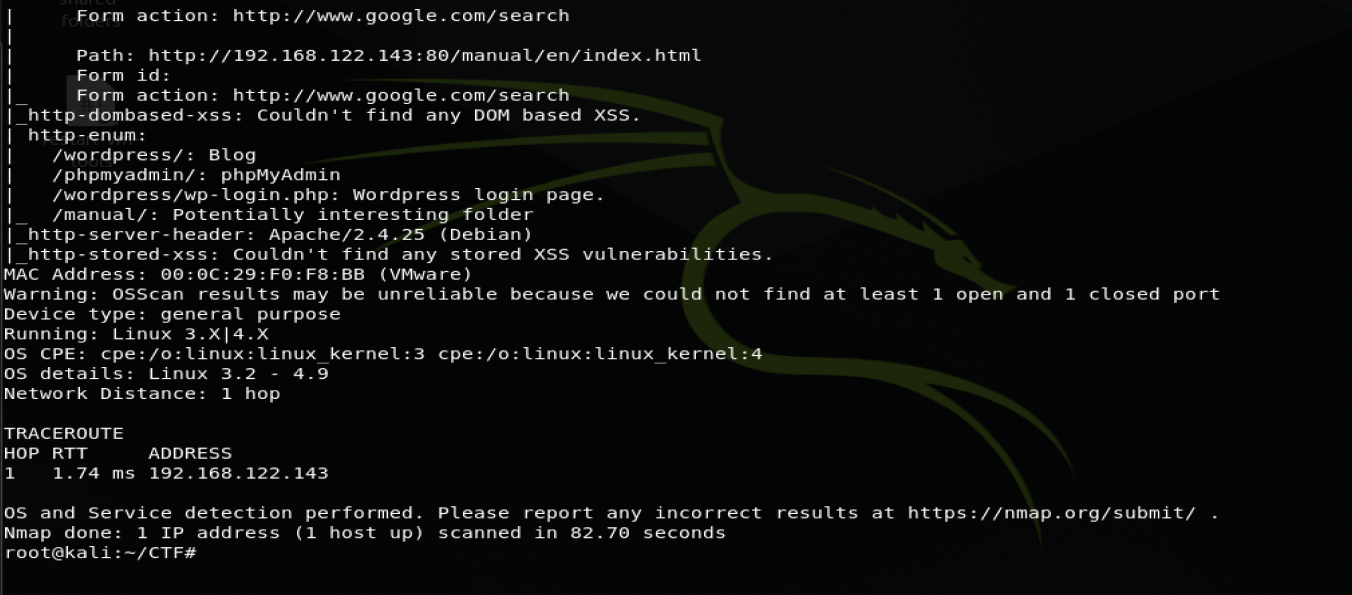 shared
folders
|     Form action: http://www.google.com/search
|
|     Path: http://192.168.122.143:80/manual/en/index.html
|     Form id:
|_    Form action: http://www.google.com/search
|_http-dombased-xss: Couldn't find any DOM based XSS.
| http-enum:
restart-vm-
|   /wordpress/: Blog
tools
|   /phpmyadmin/: phpMyAdmin
|   /wordpress/wp-login.php: Wordpress login page.
|_  /manual/: Potentially interesting folder
|_http-server-header: Apache/2.4.25 (Debian)
|_http-stored-xss: Couldn't find any stored XSS vulnerabilities.
MAC Address: 00:0C:29:F0:F8:BB (VMware)
Warning: OSScan results may be unreliable because we could not find at least 1 open and 1 closed port
Device type: general purpose
Running: Linux 3.X|4.X
OS CPE: cpe:/o:linux:linux_kernel:3 cpe:/o:linux:linux_kernel:4
OS details: Linux 3.2 - 4.9
Network Distance: 1 hop
TRACEROUTE
HOP RTT     ADDRESS
1   1.74 ms 192.168.122.143
OS and Service detection performed. Please report any incorrect results at https://nmap.org/submit/ .
Nmap done: 1 IP address (1 host up) scanned in 82.70 seconds
root@kali:~/CTF#